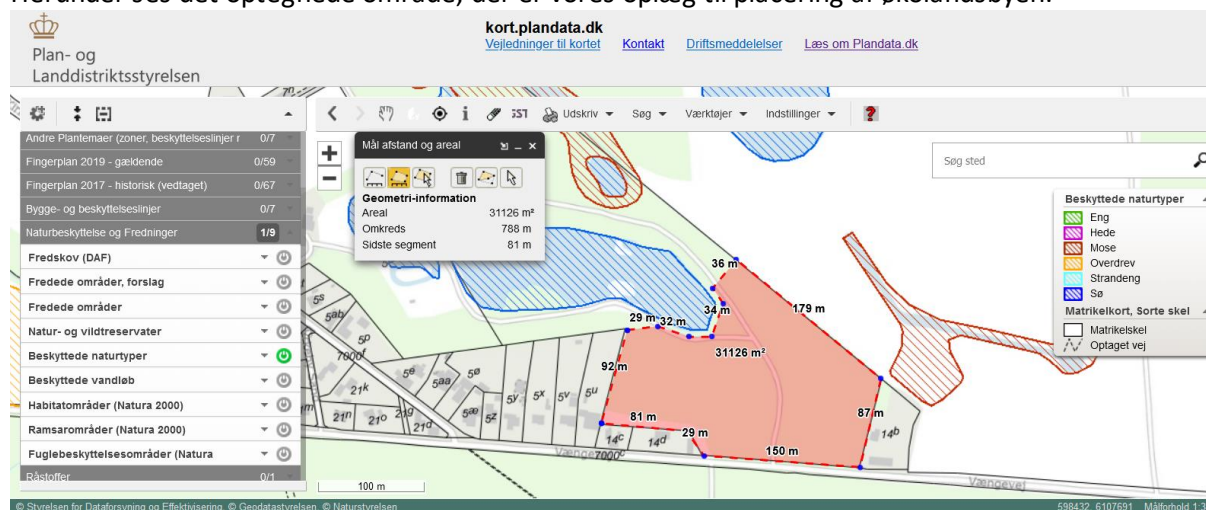 Herunder ses det optegnede område, der er vores oplæg til placering af økolandsbyen.
Plan- og
Landdistriktsstyrelsen
kort.plandata.dk
Vejledninger til kortet Kontakt Driftsmeddelelser Læs om Plandata.dk
Udskriv Søg Værktøjer Indstillinger ?
Andre Plantemaer (zoner, beskyttelseslinjer r 0/7
Fingerplan 2019 - gældende 0/59
Fingerplan 2017 - historisk (vedtaget) 0/67
Bygge- og beskyttelseslinjer 0/7
Naturbeskyttelse og Fredninger 1/9
Fredskov (DAF)
Fredede områder, forslag
Fredede områder
Natur- og vildtreservater
Beskyttede naturtyper
Beskyttede vandløb
Habitatområder (Natura 2000)
Ramsarområder (Natura 2000)
Fuglebeskyttelsesområder (Natura
Råstoffer 0/1
Mål afstand og areal
Geometri-information
Areal 31126 m²
Omkreds 788 m
Sidste segment 81 m
Søg sted
Beskyttede naturtyper
Eng
Hede
Mose
Overdrev
Strandeng
Sø
Matrikelkort, Sorte skel
Matrikelskel
Optaget vej
36 m
179 m
34 m
29 m
32 m
31126 m²
92 m
87 m
81 m
29 m
150 m
5s
5ab
5p
7000f
21k
5e
5aa
5ø
5æ
5z
5y
5x
5v
5u
21n
21o
21g
21d
14c
14d
14b
Vænge
7000c
Vængevej
100 m
© Styrelsen for Dataforsyning og Effektivisering, © Geodatastyrelsen, © Naturstyrelsen
598432, 6107691 Målforhold 1:3